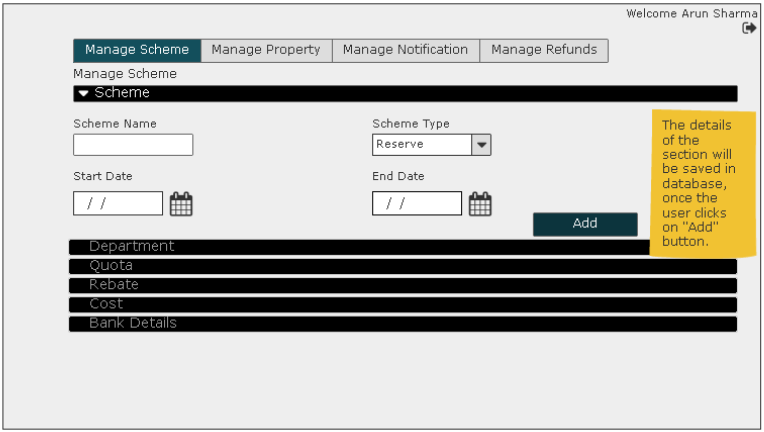 Welcome Arun Sharma
Manage Scheme Manage Property Manage Notification Manage Refunds
Manage Scheme
Scheme
Scheme Name Scheme Type
Reserve
Start Date End Date
/ / / /
Add
The details
of the
section will
be saved in
database,
once the
user clicks
on "Add"
button.
Department
Quota
Rebate
Cost
Bank Details